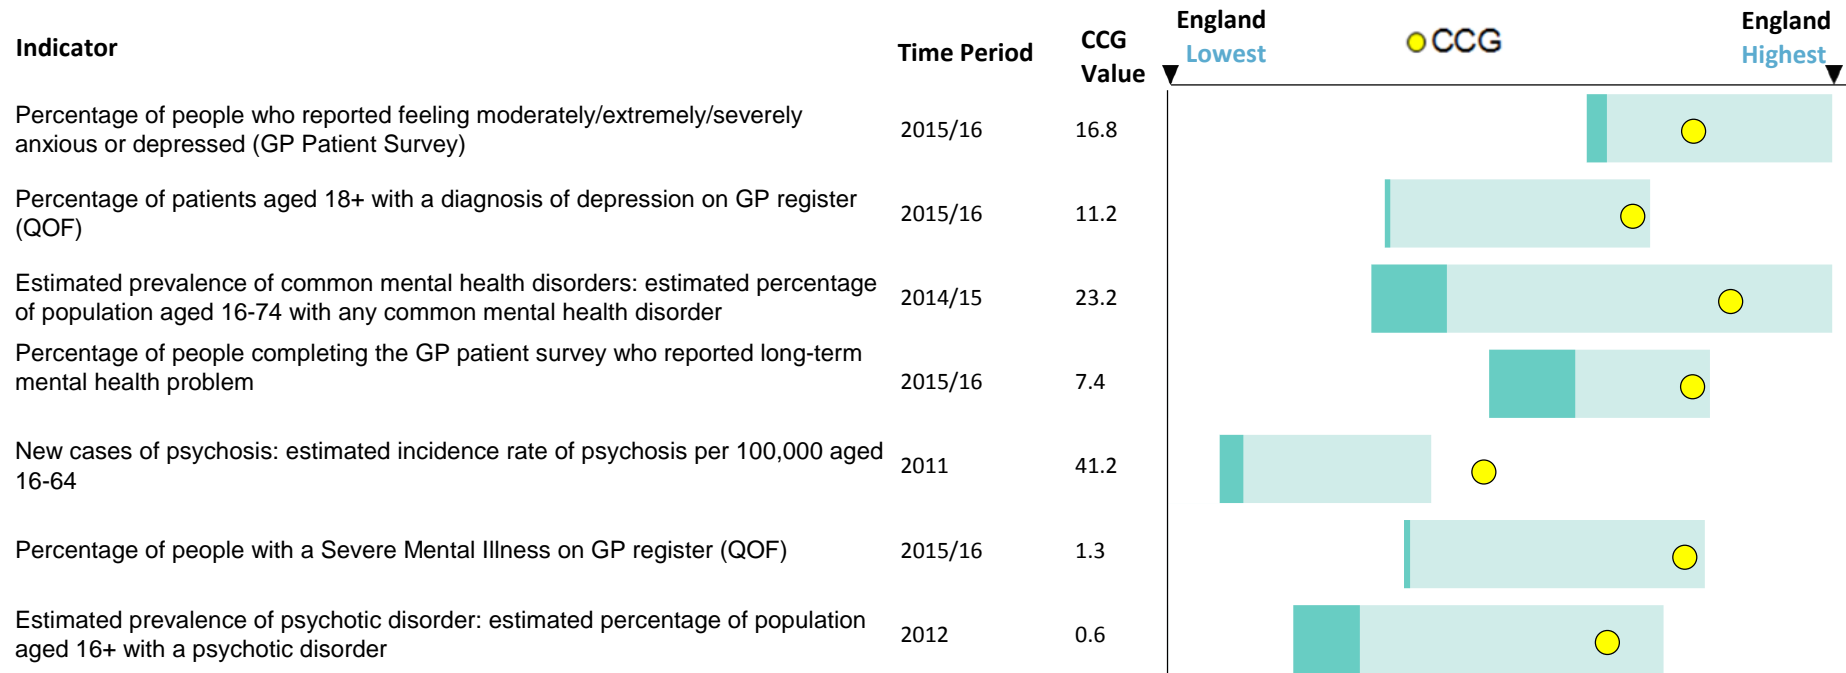 Indicator
Time Period
CCG
Value
England
Lowest
CCG
England
Highest
Percentage of people who reported feeling moderately/extremely/severely
anxious or depressed (GP Patient Survey)
2015/16
16.8
Percentage of patients aged 18+ with a diagnosis of depression on GP register
(QOF)
2015/16
11.2
Estimated prevalence of common mental health disorders: estimated percentage
of population aged 16-74 with any common mental health disorder
2014/15
23.2
Percentage of people completing the GP patient survey who reported long-term
mental health problem
2015/16
7.4
New cases of psychosis: estimated incidence rate of psychosis per 100,000 aged
16-64
2011
41.2
Percentage of people with a Severe Mental Illness on GP register (QOF)
2015/16
1.3
Estimated prevalence of psychotic disorder: estimated percentage of population
aged 16+ with a psychotic disorder
2012
0.6